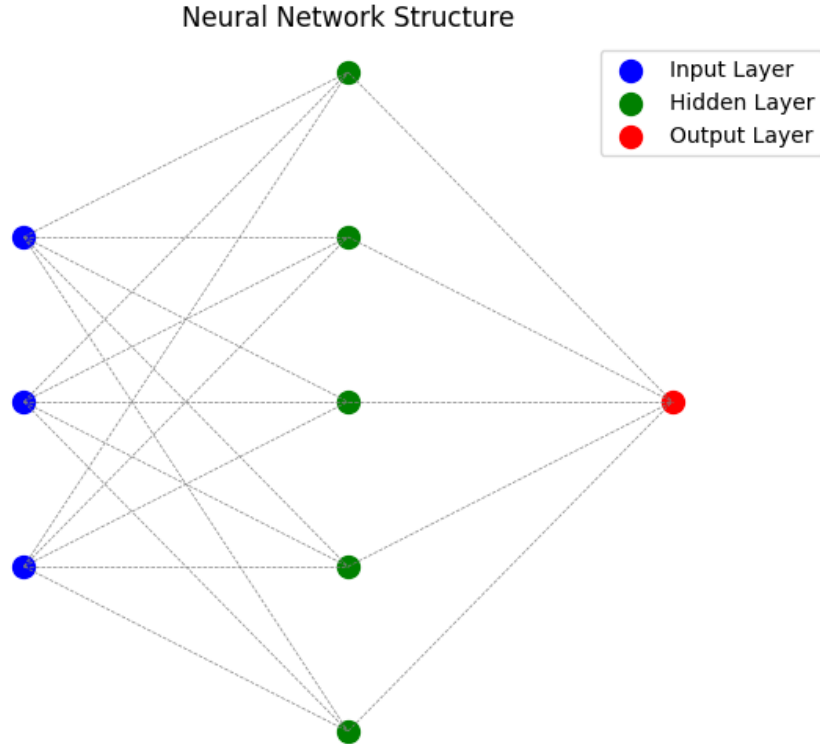 Neural Network Structure
Input Layer
Hidden Layer
Output Layer